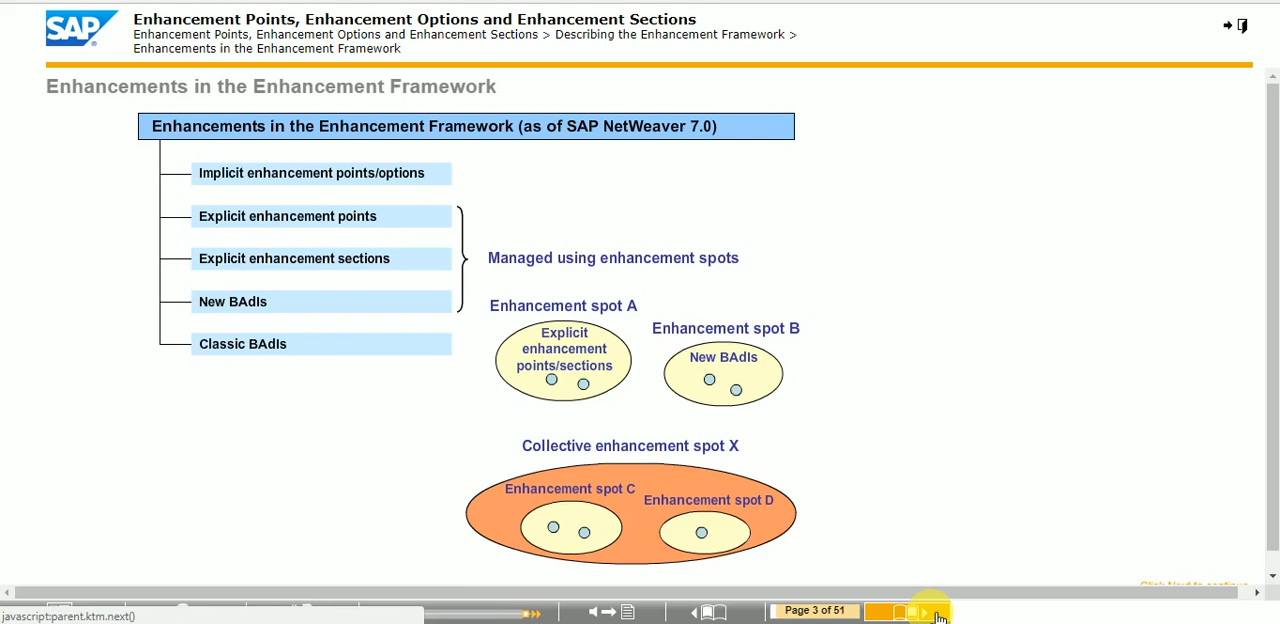 SAP
Enhancement Points, Enhancement Options and Enhancement Sections
Enhancement Points, Enhancement Options and Enhancement Sections > Describing the Enhancement Framework >
Enhancements in the Enhancement Framework
Enhancements in the Enhancement Framework
Enhancements in the Enhancement Framework (as of SAP NetWeaver 7.0)
Implicit enhancement points/options
Explicit enhancement points
Explicit enhancement sections
New BAdIs
Classic BAdIs
Managed using enhancement spots
Enhancement spot A
Explicit
enhancement
points/sections
Enhancement spot B
New BAdIs
Collective enhancement spot X
Enhancement spot C
Enhancement spot D
Page 3 of 51
javascript:parent.ktm.next()